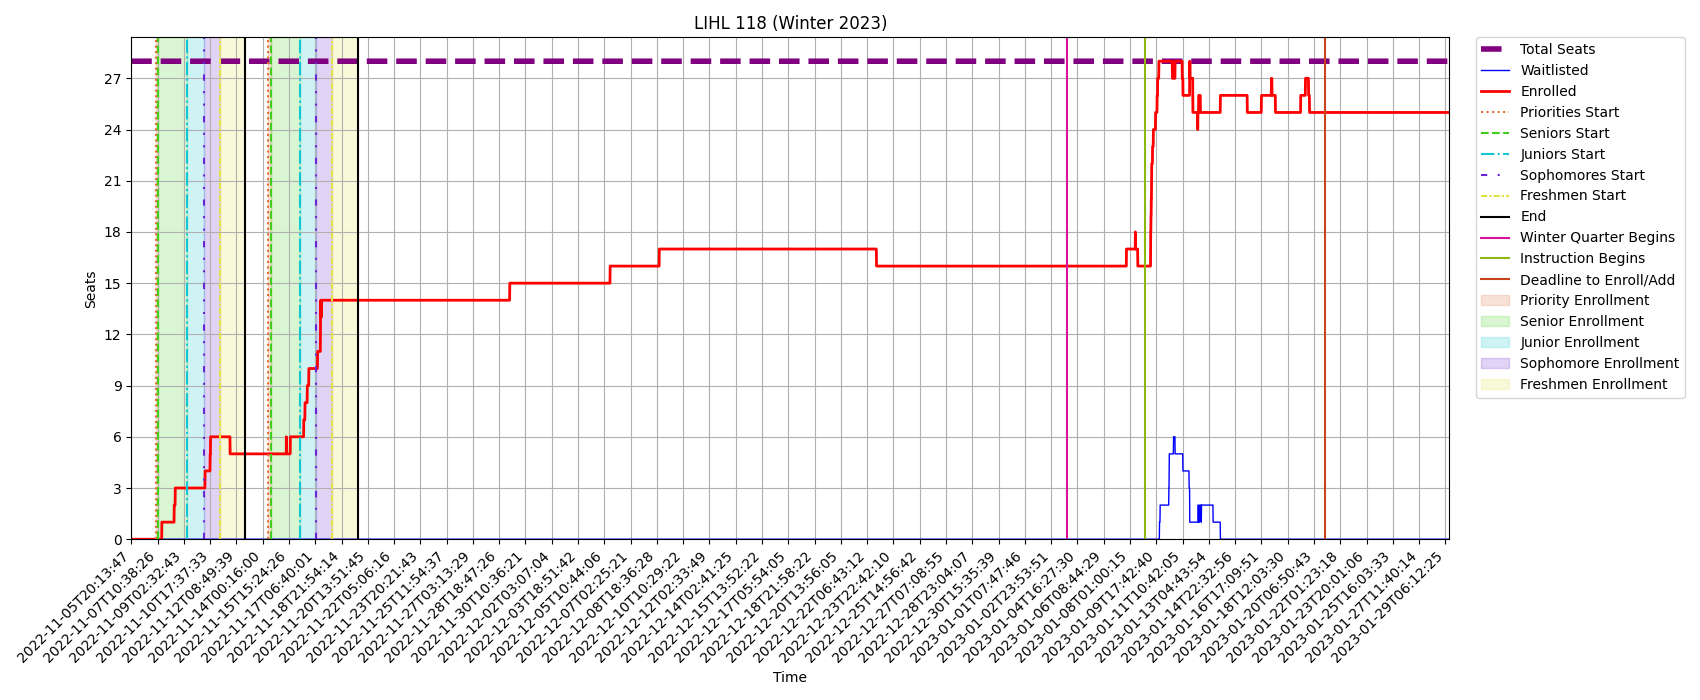 LIHL 118 (Winter 2023)
Seats
27
24
21
18
15
12
9
6
3
0
2022-11-05T20:13:47
2022-11-07T10:38:26
2022-11-09T02:32:43
2022-11-10T17:37:33
2022-11-12T08:49:39
2022-11-14T00:16:00
2022-11-15T15:24:26
2022-11-17T06:40:01
2022-11-18T21:54:14
2022-11-20T13:51:45
2022-11-22T05:06:16
2022-11-23T20:21:43
2022-11-25T11:54:37
2022-11-27T03:13:29
2022-11-28T18:47:26
2022-11-30T10:36:21
2022-12-02T03:07:04
2022-12-03T18:51:42
2022-12-05T10:44:06
2022-12-07T02:25:21
2022-12-08T18:36:28
2022-12-10T10:29:22
2022-12-12T02:33:49
2022-12-14T02:41:25
2022-12-15T13:52:22
2022-12-17T05:54:05
2022-12-18T21:58:22
2022-12-20T13:56:05
2022-12-22T06:43:12
2022-12-23T22:42:10
2022-12-25T14:56:42
2022-12-27T07:08:55
2022-12-28T23:04:07
2022-12-30T15:35:39
2023-01-01T07:47:46
2023-01-02T23:53:51
2023-01-04T16:27:30
2023-01-06T08:44:29
2023-01-08T01:00:15
2023-01-09T17:42:40
2023-01-11T10:42:05
2023-01-13T04:43:54
2023-01-14T22:32:56
2023-01-16T17:09:51
2023-01-18T12:03:30
2023-01-20T06:50:43
2023-01-22T01:23:18
2023-01-23T20:01:06
2023-01-25T16:03:33
2023-01-27T11:40:14
2023-01-29T06:12:25
Time
Total Seats
Waitlisted
Enrolled
Priorities Start
Seniors Start
Juniors Start
Sophomores Start
Freshmen Start
End
Winter Quarter Begins
Instruction Begins
Deadline to Enroll/Add
Priority Enrollment
Senior Enrollment
Junior Enrollment
Sophomore Enrollment
Freshmen Enrollment